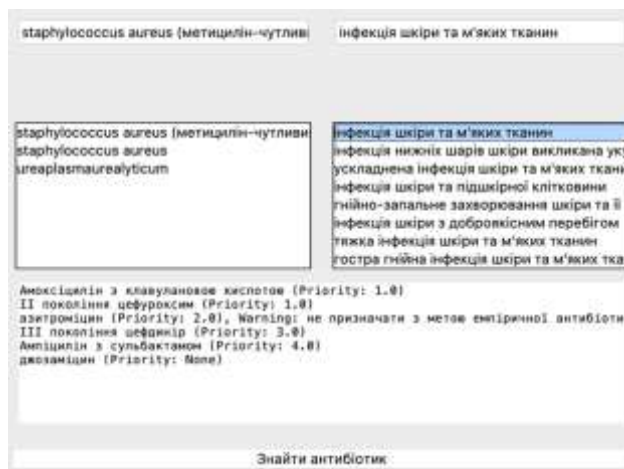 staphylococcus aureus (метицилін-чутливі
інфекція шкіри та м'яких тканин
staphylococcus aureus (метицилін-чутливи
staphylococcus aureus
ureaplasmaurealyticum
інфекція шкіри та м'яких тканин
інфекція нижніх шарів шкіри викликана уку
ускладнена інфекція шкіри та м'яких ткани
інфекція шкіри та підшкірної клітковини
гнійно-запальне захворювання шкіри та її
інфекція шкіри з доброякісним перебігом
тяжка інфекція шкіри та м'яких тканин
гостра гнійна інфекція шкіри та м'яких тка
Амоксіцилін з клавулановою кислотою (Priority: 1.0)
II покоління цефуроксим (Priority: 1.0)
азитроміцин (Priority: 2.0), Warning: не призначати з метою емпіричної антибіоти
III покоління цефдинір (Priority: 3.0)
Ампіцилін з сульбактамом (Priority: 4.0)
джозаміцин (Priority: None)
Знайти антибіотик